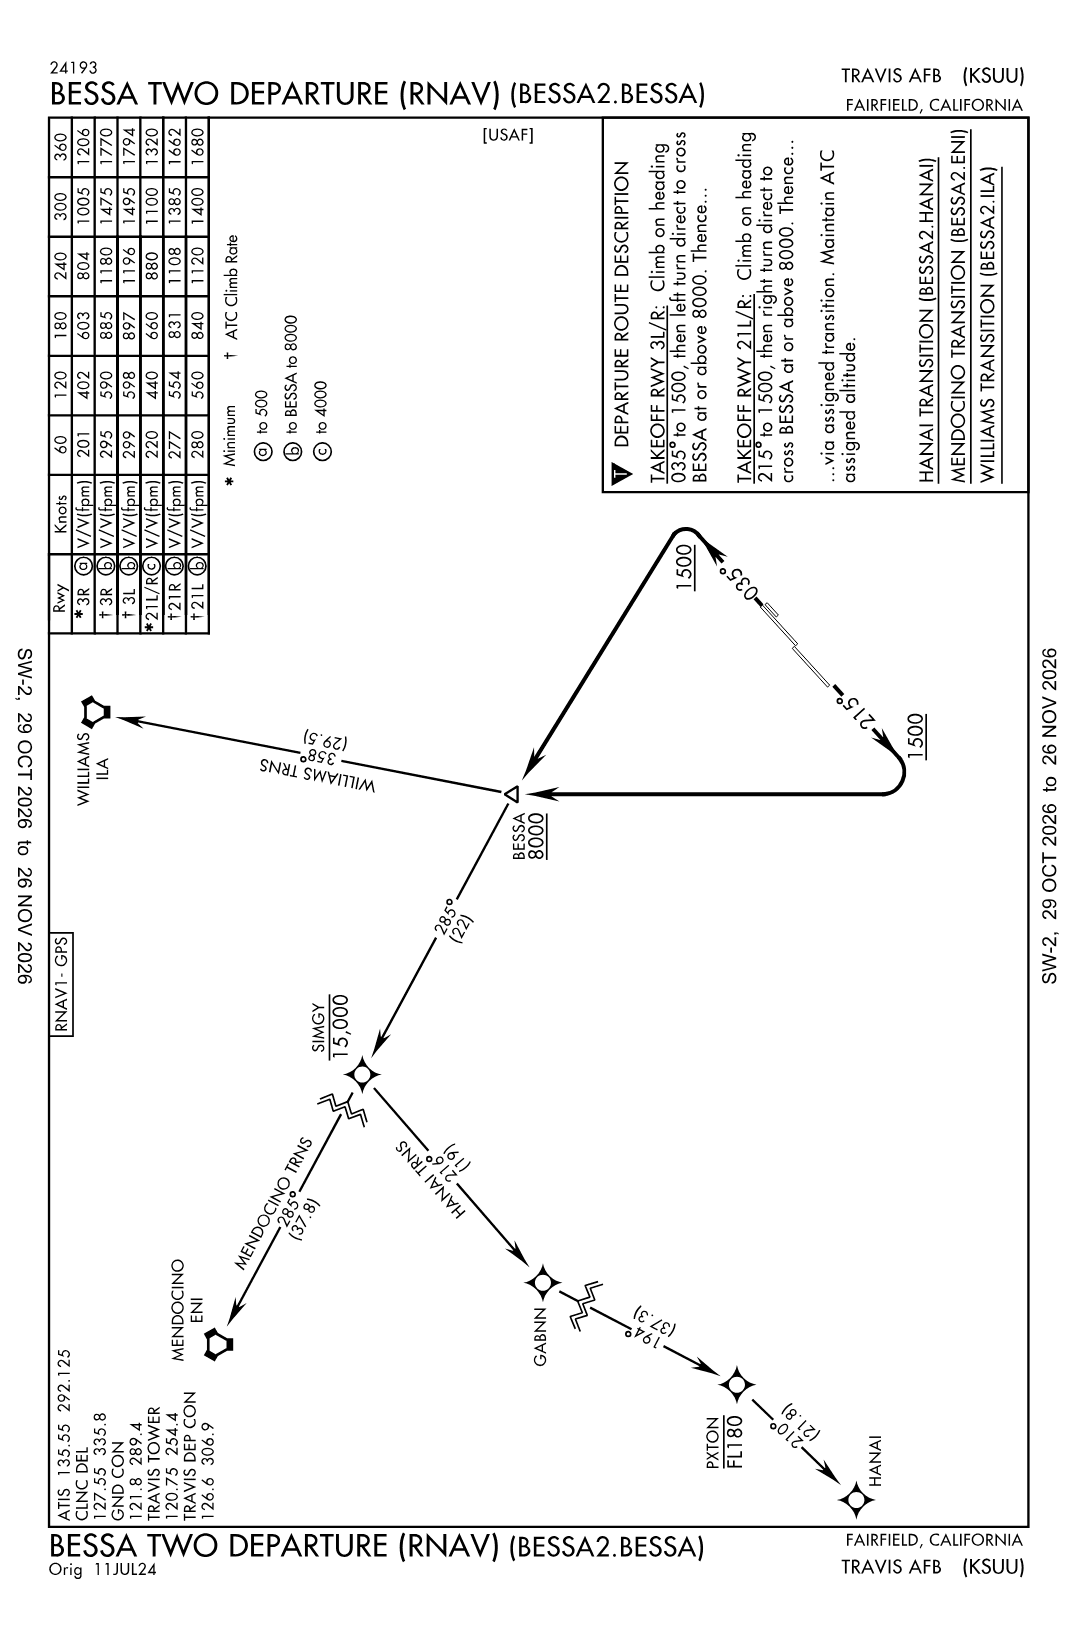 24193
BESSA TWO DEPARTURE (RNAV) (BESSA2.BESSA)
TRAVIS AFB (KSUU)
FAIRFIELD, CALIFORNIA
SW-2, 29 OCT 2026 to 26 NOV 2026
RNAV1- GPS
Rwy Knots 60 120 180 240 300 360
* 3R a V/V(fpm) 201 402 603 804 1005 1206
† 3R b V/V(fpm) 295 590 885 1180 1475 1770
† 3L b V/V(fpm) 299 598 897 1196 1495 1794
*21L/R c V/V(fpm) 220 440 660 880 1100 1320
†21R b V/V(fpm) 277 554 831 1108 1385 1662
†21L b V/V(fpm) 280 560 840 1120 1400 1680
* Minimum † ATC Climb Rate
a to 500
b to BESSA to 8000
c to 4000
[USAF]
T DEPARTURE ROUTE DESCRIPTION
TAKEOFF RWY 3L/R: Climb on heading
035° to 1500, then left turn direct to cross
BESSA at or above 8000. Thence...
TAKEOFF RWY 21L/R: Climb on heading
215° to 1500, then right turn direct to
cross BESSA at or above 8000. Thence...
...via assigned transition. Maintain ATC
assigned altitude.
HANAI TRANSITION (BESSA2.HANAI)
MENDOCINO TRANSITION (BESSA2.ENI)
WILLIAMS TRANSITION (BESSA2.ILA)
ATIS 135.55 292.125
CLNC DEL
127.55 335.8
GND CON
121.8 289.4
TRAVIS TOWER
120.75 254.4
TRAVIS DEP CON
126.6 306.9
WILLIAMS
ILA
WILLIAMS TRNS
358°
(29.5)
1500
035°
215°
1500
BESSA
8000
285°
(22)
SIMGY
15,000
MENDOCINO TRNS
285°
(37.8)
MENDOCINO
ENI
HANAI TRNS
216°
(19)
GABNN
194°
(37.3)
PXTON
FL180
210°
(21.8)
HANAI
SW-2, 29 OCT 2026 to 26 NOV 2026
BESSA TWO DEPARTURE (RNAV) (BESSA2.BESSA)
Orig 11JUL24
FAIRFIELD, CALIFORNIA
TRAVIS AFB (KSUU)